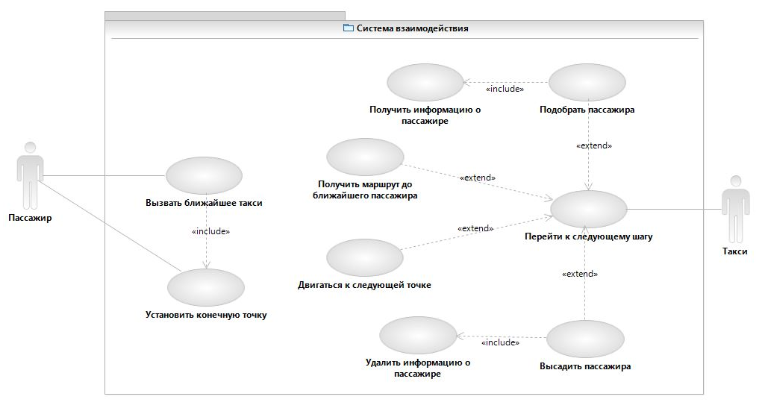 Система взаимодействия
«include»
Получить информацию о
пассажире
Подобрать пассажира
«extend»
Получить маршрут до
ближайшего пассажира
«extend»
Пассажир
Вызвать ближайшее такси
«include»
«extend»
Перейти к следующему шагу
Такси
Двигаться к следующей точке
«extend»
Установить конечную точку
«include»
Удалить информацию о
пассажире
Высадить пассажира